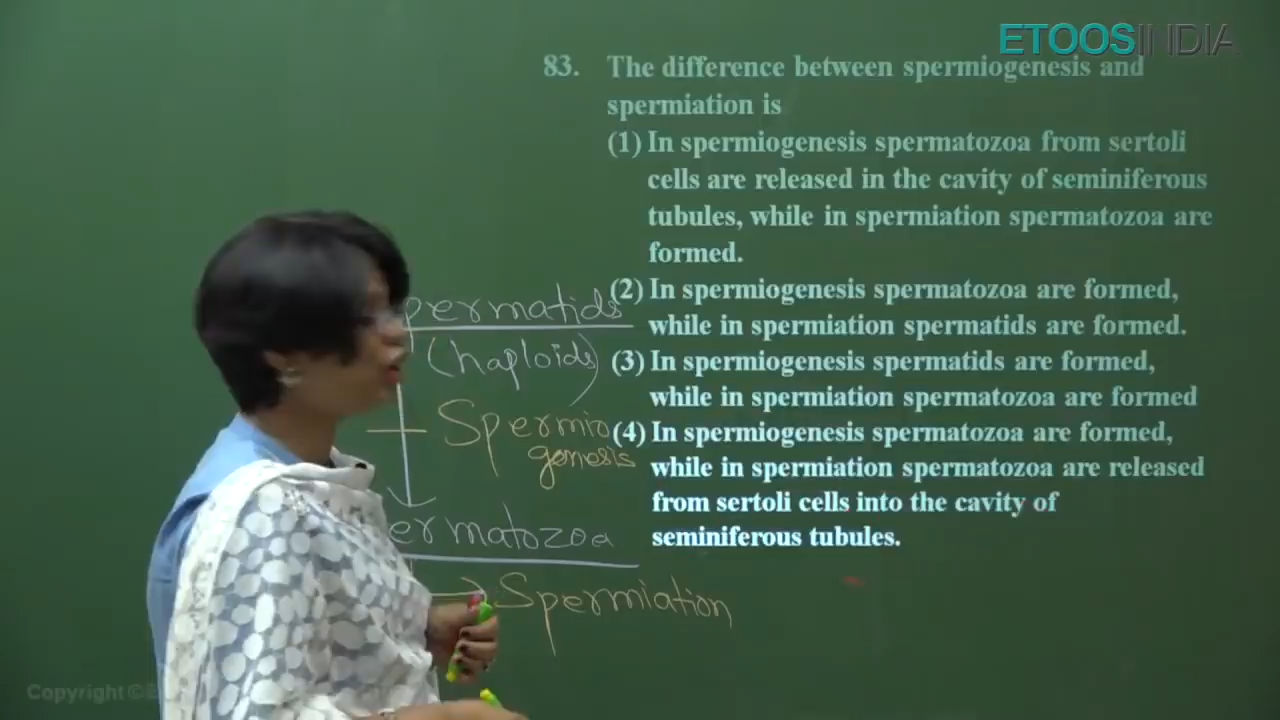 ETOOSINDIA
83. The difference between spermiogenesis and
spermiation is
(1) In spermiogenesis spermatozoa from sertoli
cells are released in the cavity of seminiferous
tubules, while in spermiation spermatozoa are
formed.
(2) In spermiogenesis spermatozoa are formed,
while in spermiation spermatids are formed.
(3) In spermiogenesis spermatids are formed,
while in spermiation spermatozoa are formed
(4) In spermiogenesis spermatozoa are formed,
while in spermiation spermatozoa are released
from sertoli cells into the cavity of
seminiferous tubules.
permatids
(haploids)
Spermio
genesis
ermatozoa
Spermiation
Copyright ©